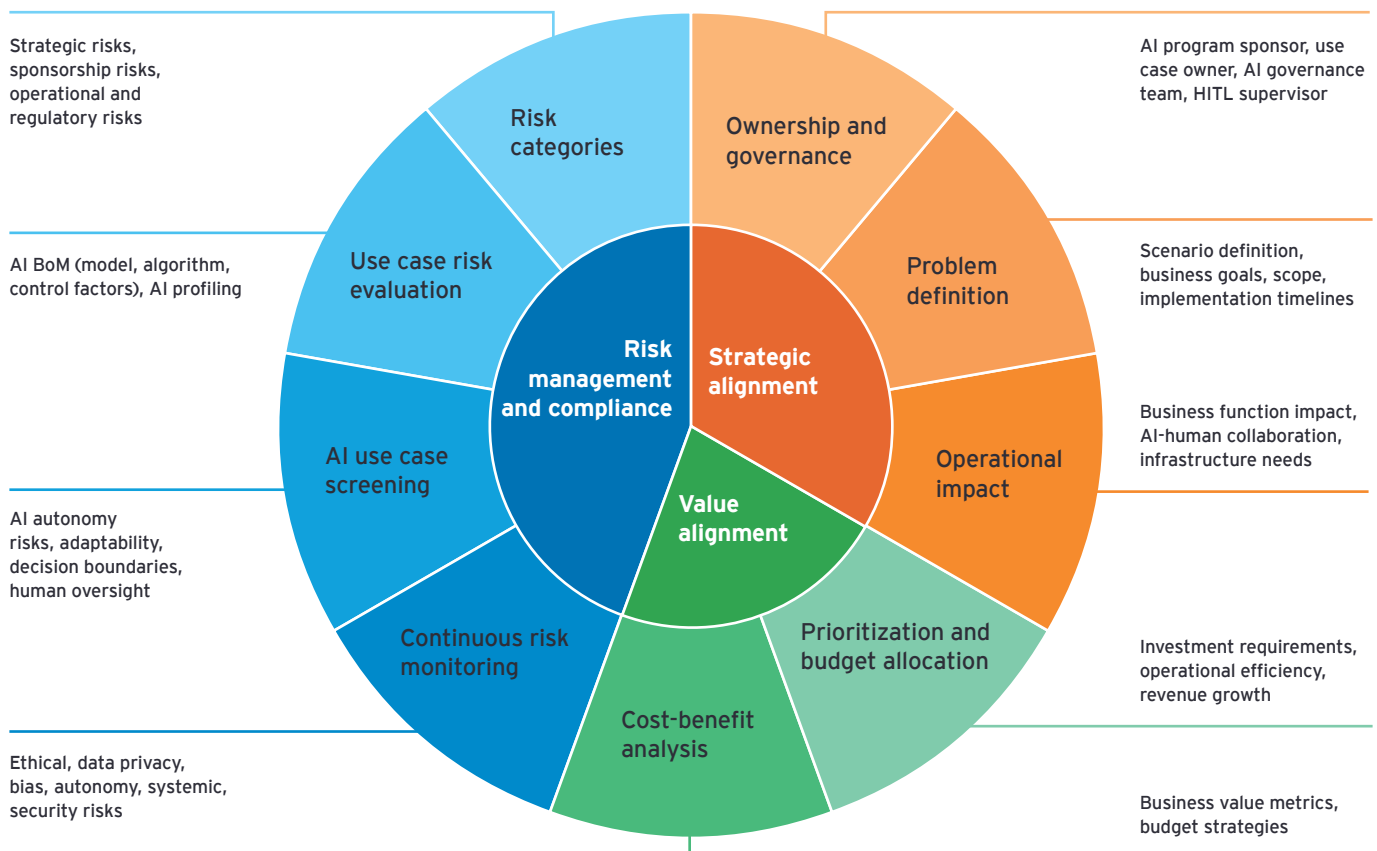 Strategic risks,
sponsorship risks,
operational and
regulatory risks
AI BoM (model, algorithm,
control factors), AI profiling
AI autonomy
risks, adaptability,
decision boundaries,
human oversight
Ethical, data privacy,
bias, autonomy, systemic,
security risks
Risk
categories
Use case risk
evaluation
AI use case
screening
Continuous risk
monitoring
Cost-benefit
analysis
Prioritization and
budget allocation
Operational
impact
Problem
definition
Ownership and
governance
Risk
management
and compliance
Strategic
alignment
Value
alignment
AI program sponsor, use
case owner, AI governance
team, HITL supervisor
Scenario definition,
business goals, scope,
implementation timelines
Business function impact,
AI-human collaboration,
infrastructure needs
Investment requirements,
operational efficiency,
revenue growth
Business value metrics,
budget strategies